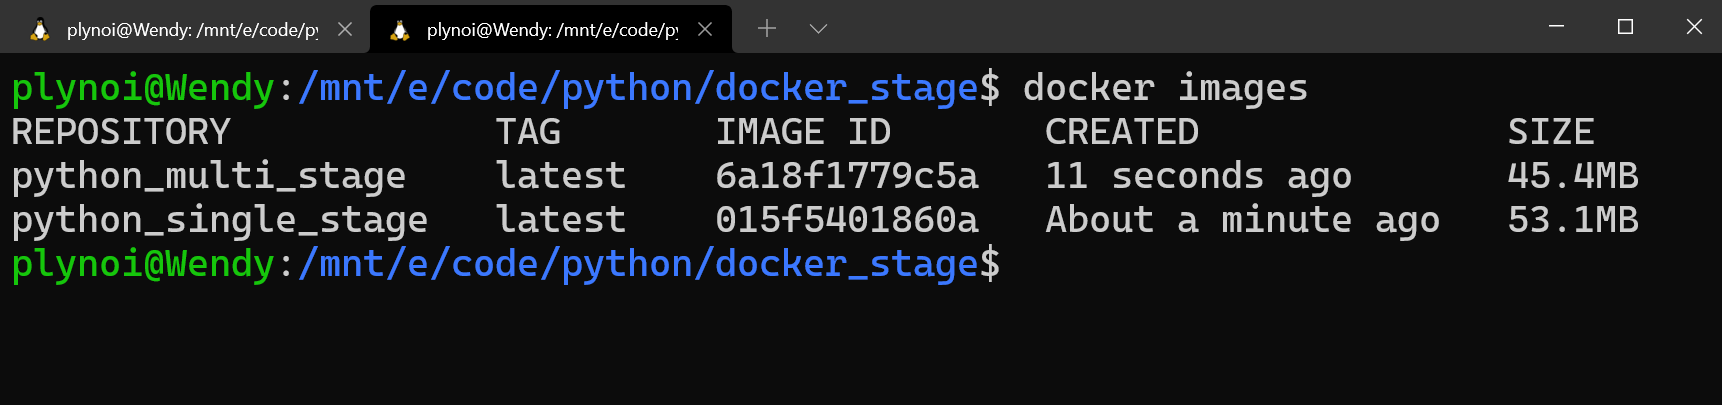 plynoi@Wendy: /mnt/e/code/py
plynoi@Wendy: /mnt/e/code/py
plynoi@Wendy:/mnt/e/code/python/docker_stage$ docker images
REPOSITORY TAG IMAGE ID CREATED SIZE
python_multi_stage latest 6a18f1779c5a 11 seconds ago 45.4MB
python_single_stage latest 015f5401860a About a minute ago 53.1MB
plynoi@Wendy:/mnt/e/code/python/docker_stage$